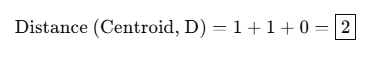 Distance (Centroid, D) = 1 + 1 + 0 = 2